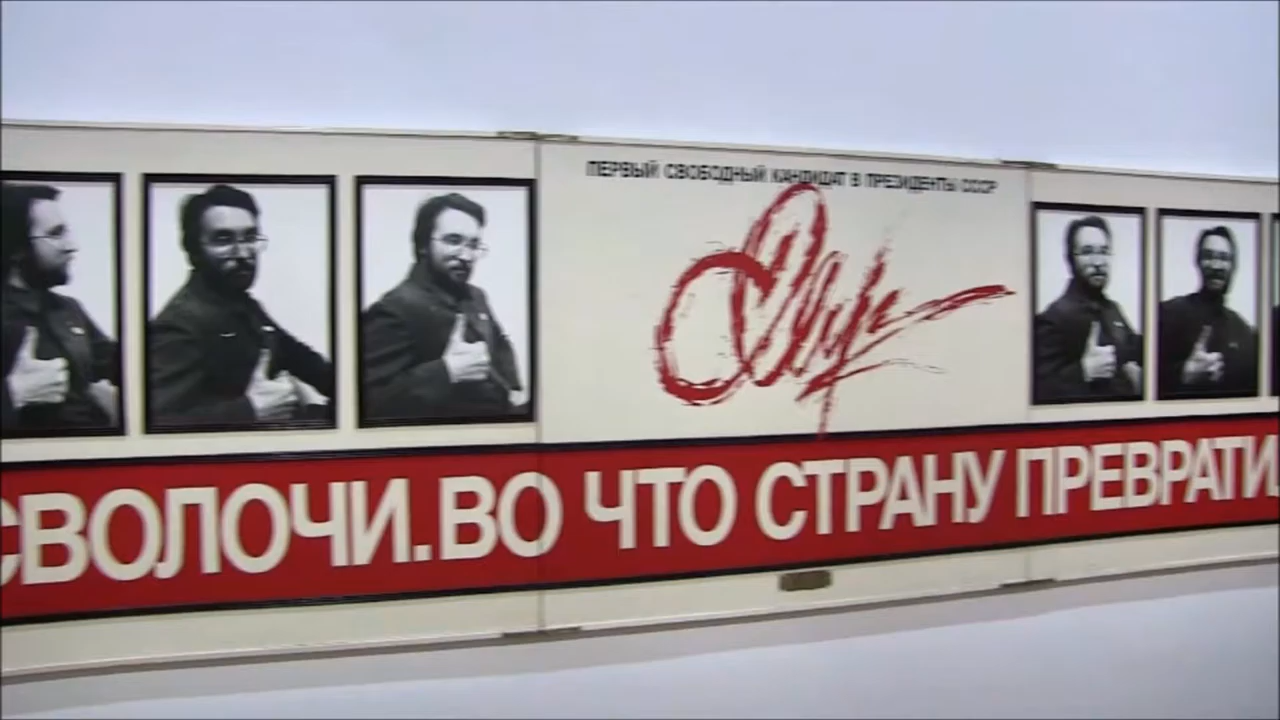 ПЕРВЫЙ СВОБОДНЫЙ КАНДИДАТ В ПРЕЗИДЕНТЫ СССР
СВОЛОЧИ.ВО ЧТО СТРАНУ ПРЕВРАТИ